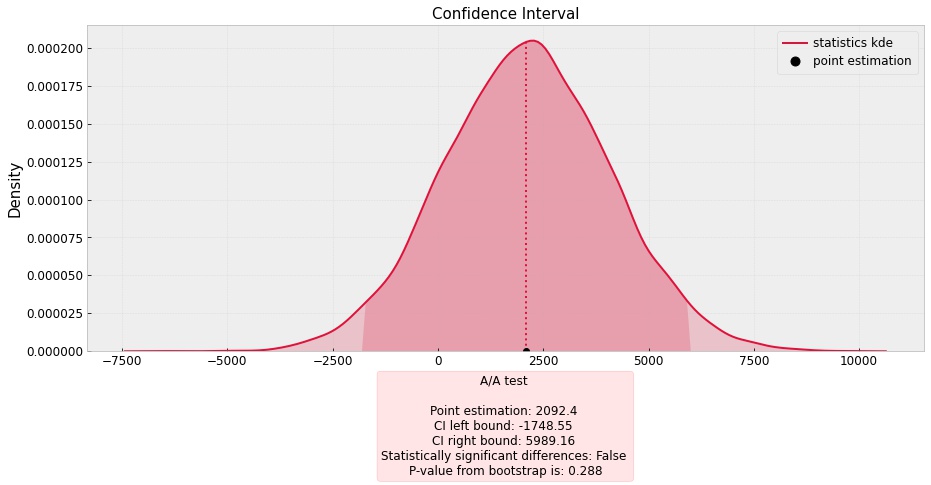 Confidence Interval
statistics kde
point estimation
Density
0.000200
0.000175
0.000150
0.000125
0.000100
0.000075
0.000050
0.000025
0.000000
−7500 −5000 −2500 0 2500 5000 7500 10000
A/A test
Point estimation: 2092.4
CI left bound: -1748.55
CI right bound: 5989.16
Statistically significant differences: False
P-value from bootstrap is: 0.288